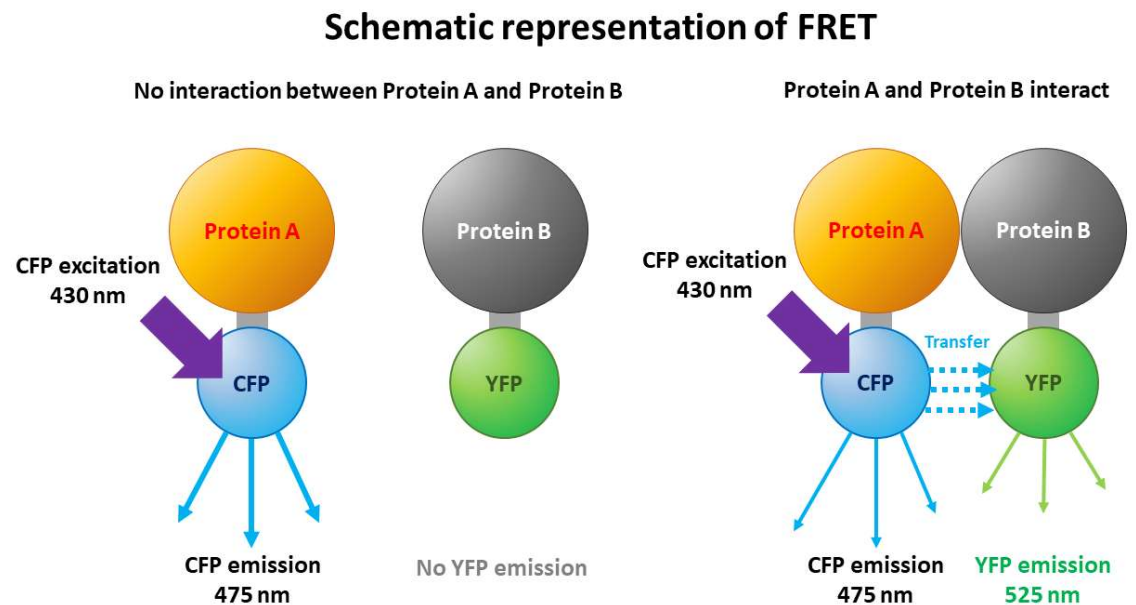 Schematic representation of FRET
No interaction between Protein A and Protein B
Protein A
Protein B
CFP excitation
430 nm
CFP
YFP
CFP emission
475 nm
No YFP emission
Protein A and Protein B interact
Protein A
Protein B
CFP excitation
430 nm
Transfer
CFP
YFP
CFP emission
475 nm
YFP emission
525 nm